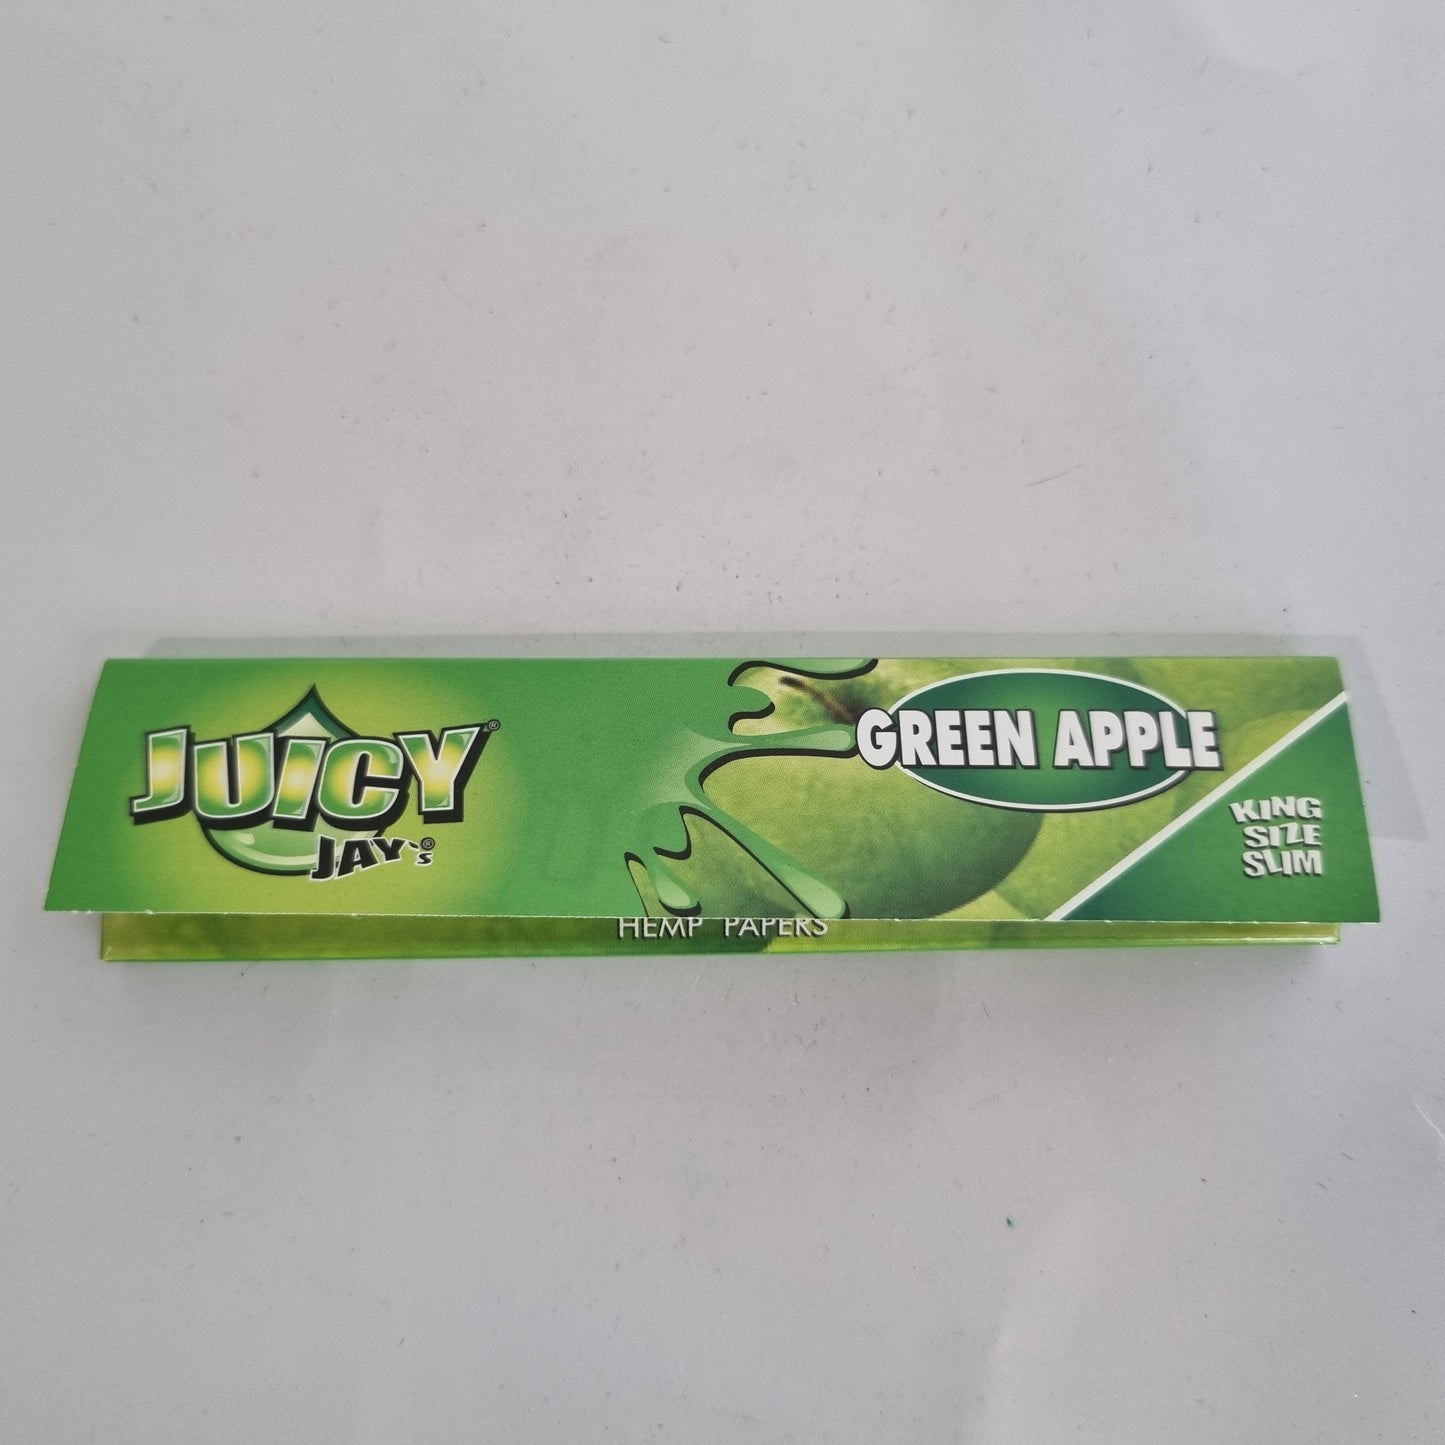 JUICY®
JAY'S®
GREEN APPLE
KING
SIZE
SLIM
HEMP PAPERS